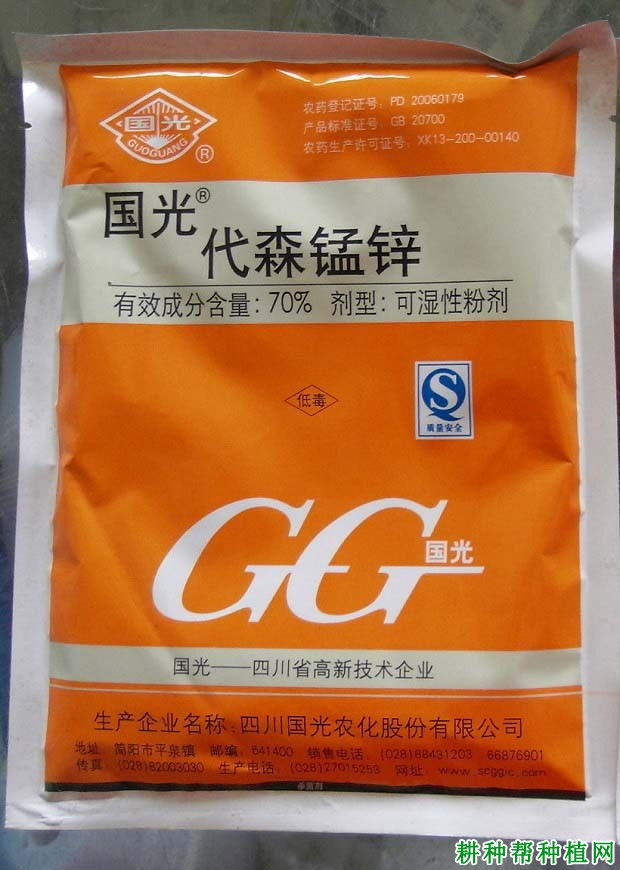 国光
GUOGUANG
®
农药登记证号：PD 20060179
产品标准证号：GB 20700
农药生产许可证号：XK13-200-00140
国光®
代森锰锌
有效成分含量：70% 剂型：可湿性粉剂
低毒
质量安全
GG国光
国光——四川省高新技术企业
生产企业名称：四川国光农化股份有限公司
地址：简阳市平泉镇 邮编：641400 销售电话：(028)88431203 66876901
传真：(028)82003030 生产电话：(028)27015253 网址：www.scggic.com
杀菌剂
耕种帮种植网